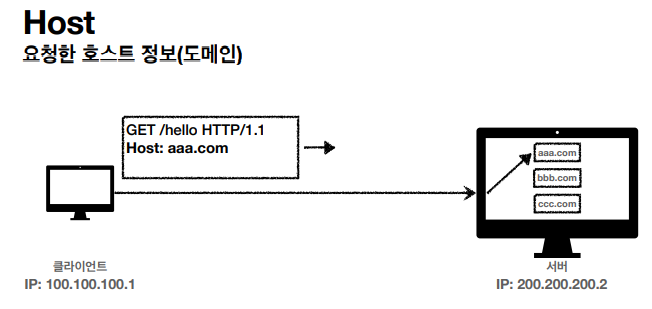 Host
요청한 호스트 정보(도메인)
GET /hello HTTP/1.1
Host: aaa.com
aaa.com
bbb.com
ccc.com
클라이언트
IP: 100.100.100.1
서버
IP: 200.200.200.2